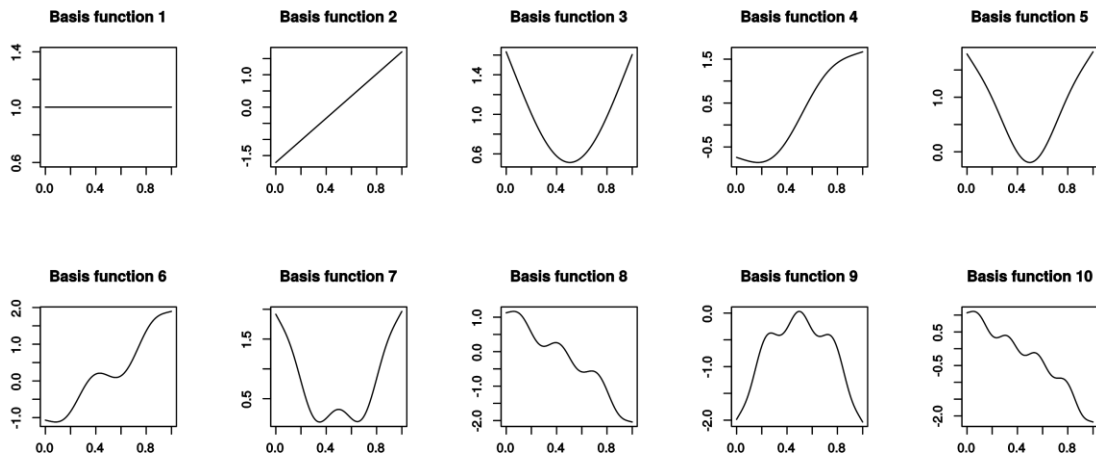 Basis function 1
Basis function 2
Basis function 3
Basis function 4
Basis function 5
0.6 1.0 1.4
0.0 0.4 0.8
-1.5 0.0 1.0
0.0 0.4 0.8
0.6 1.0 1.4
0.0 0.4 0.8
-0.5 0.5 1.5
0.0 0.4 0.8
0.0 1.0
0.0 0.4 0.8
Basis function 6
Basis function 7
Basis function 8
Basis function 9
Basis function 10
-1.0 0.0 1.0 2.0
0.0 0.4 0.8
0.5 1.5
0.0 0.4 0.8
-2.0 -1.0 0.0 1.0
0.0 0.4 0.8
-2.0 -1.0 0.0
0.0 0.4 0.8
-2.0 -0.5 0.5
0.0 0.4 0.8